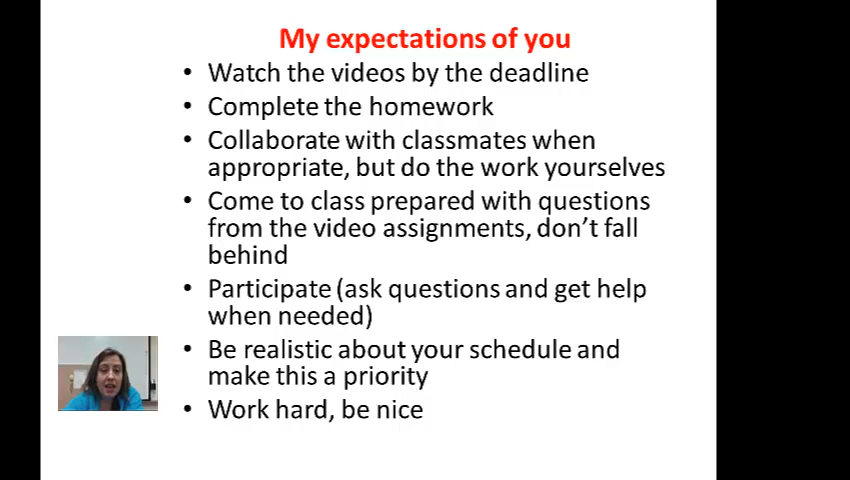 My expectations of you
• Watch the videos by the deadline
• Complete the homework
• Collaborate with classmates when
appropriate, but do the work yourselves
• Come to class prepared with questions
from the video assignments, don't fall
behind
• Participate (ask questions and get help
when needed)
• Be realistic about your schedule and
make this a priority
• Work hard, be nice